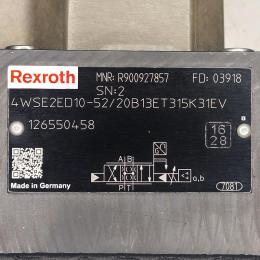 Rexroth MNR: R900927857 FD: 03918
SN: 2
4WSE2ED10-52/20B13ET315K31EV
126550458
16
28
A B
P T
G
U
a,b
Made in Germany
7081